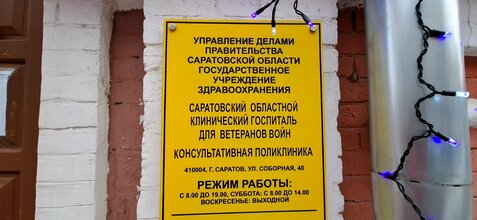 УПРАВЛЕНИЕ ДЕЛАМИ
ПРАВИТЕЛЬСТВА
САРАТОВСКОЙ ОБЛАСТИ
ГОСУДАРСТВЕННОЕ
УЧРЕЖДЕНИЕ
ЗДРАВООХРАНЕНИЯ
САРАТОВСКИЙ ОБЛАСТНОЙ
КЛИНИЧЕСКИЙ ГОСПИТАЛЬ
ДЛЯ ВЕТЕРАНОВ ВОЙН
КОНСУЛЬТАТИВНАЯ ПОЛИКЛИНИКА
410004, Г. САРАТОВ, УЛ. СОБОРНАЯ, 40
РЕЖИМ РАБОТЫ:
С 8.00 ДО 19.00, СУББОТА: С 8.00 ДО 14.00
ВОСКРЕСЕНЬЕ: ВЫХОДНОЙ